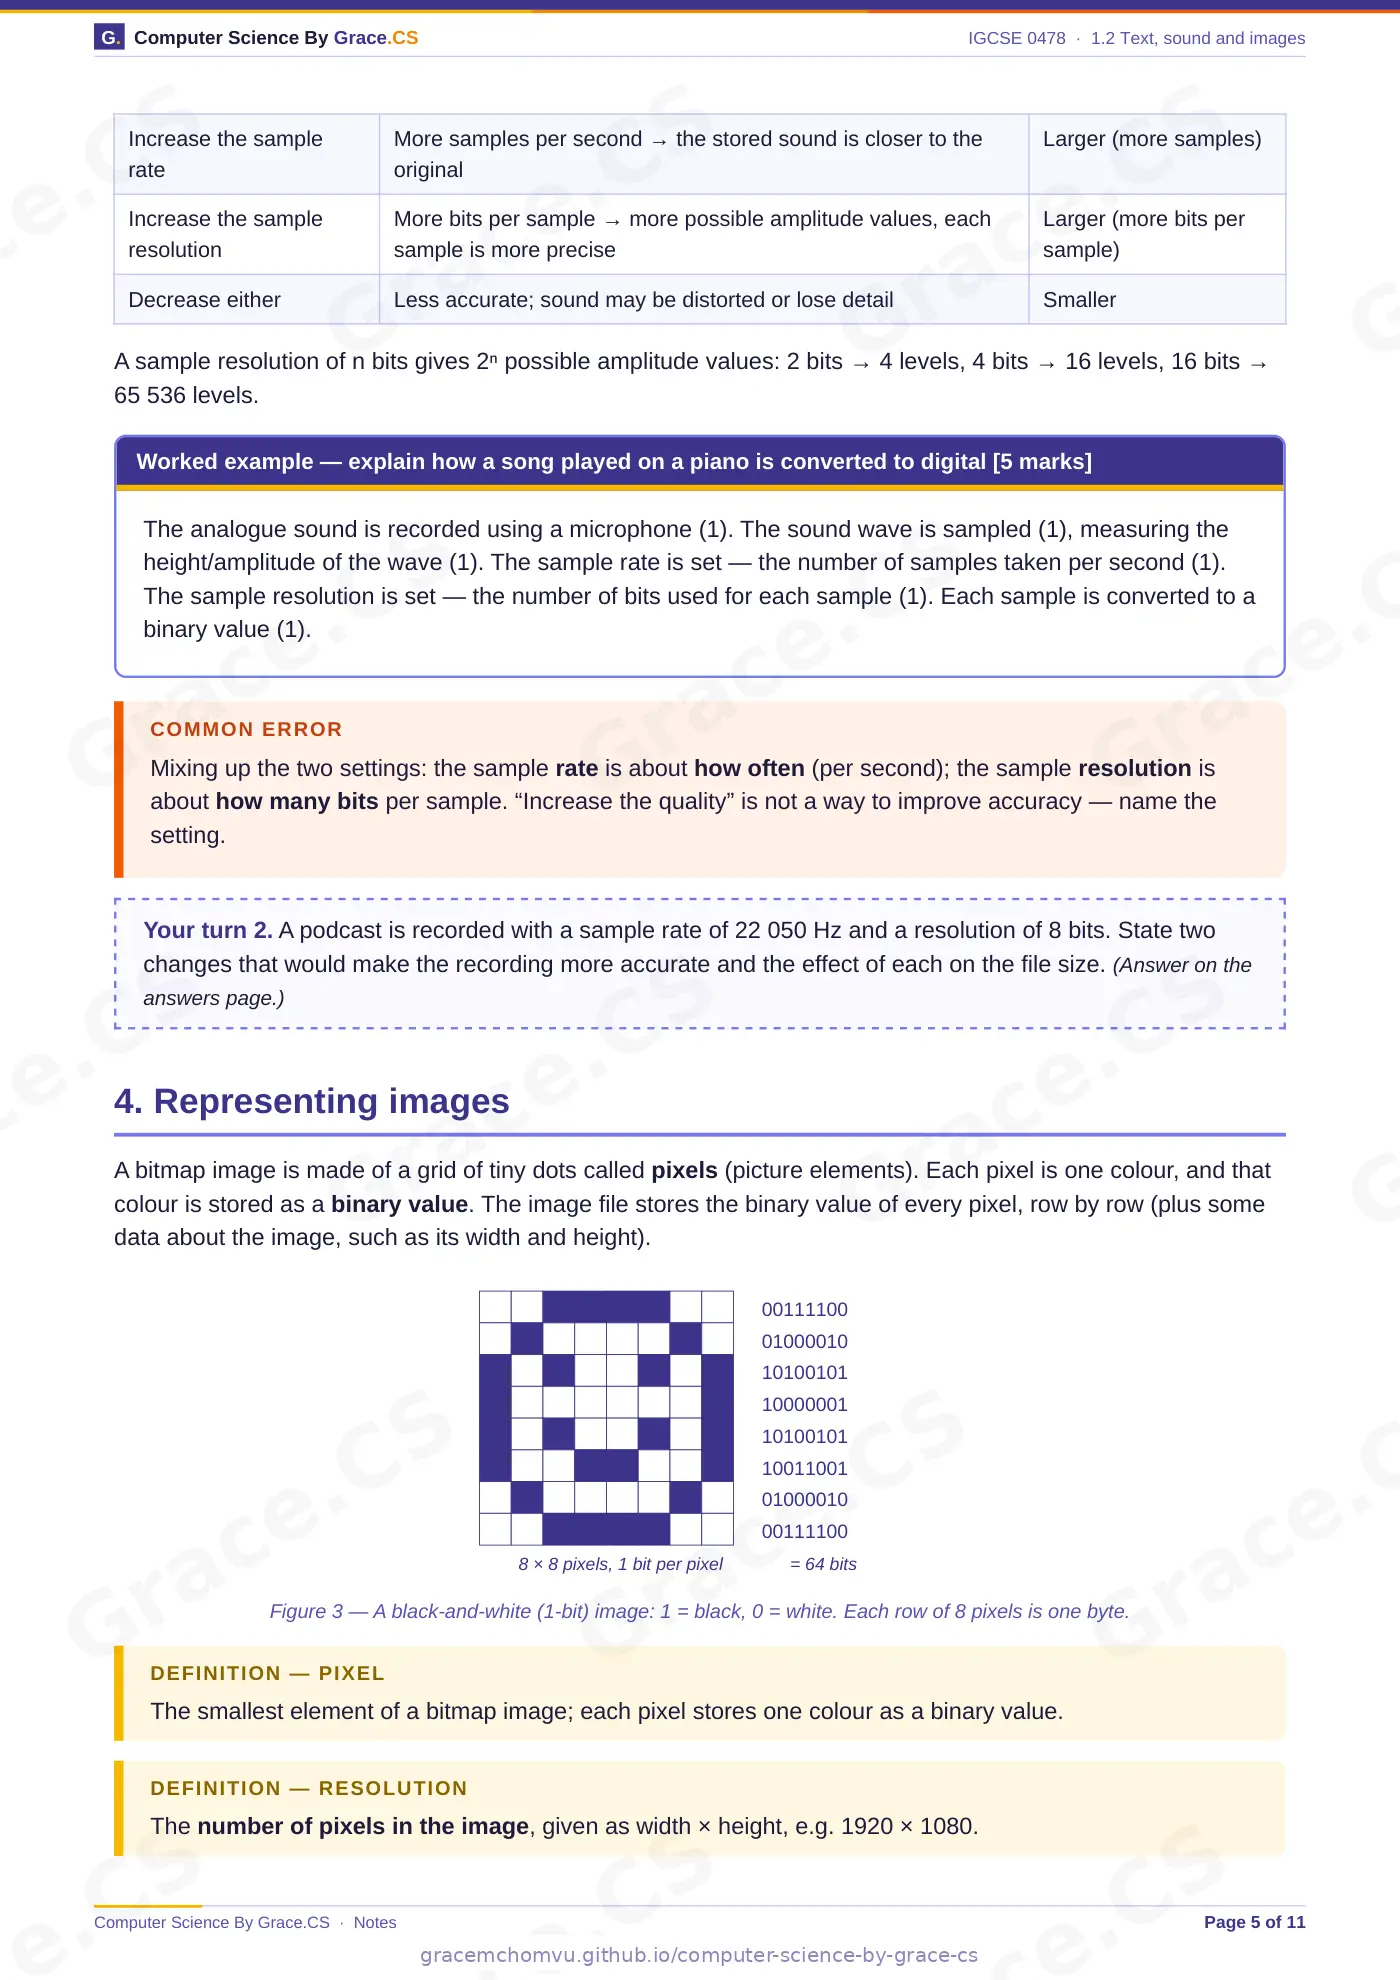 G. Computer Science By Grace.CS
IGCSE 0478 · 1.2 Text, sound and images
Increase the sample rate
More samples per second → the stored sound is closer to the original
Larger (more samples)
Increase the sample resolution
More bits per sample → more possible amplitude values, each sample is more precise
Larger (more bits per sample)
Decrease either
Less accurate; sound may be distorted or lose detail
Smaller
A sample resolution of n bits gives 2ⁿ possible amplitude values: 2 bits → 4 levels, 4 bits → 16 levels, 16 bits →
65 536 levels.
Worked example — explain how a song played on a piano is converted to digital [5 marks]
The analogue sound is recorded using a microphone (1). The sound wave is sampled (1), measuring the
height/amplitude of the wave (1). The sample rate is set — the number of samples taken per second (1).
The sample resolution is set — the number of bits used for each sample (1). Each sample is converted to a
binary value (1).
COMMON ERROR
Mixing up the two settings: the sample rate is about how often (per second); the sample resolution is
about how many bits per sample. “Increase the quality” is not a way to improve accuracy — name the
setting.
Your turn 2. A podcast is recorded with a sample rate of 22 050 Hz and a resolution of 8 bits. State two
changes that would make the recording more accurate and the effect of each on the file size. (Answer on the
answers page.)
4. Representing images
A bitmap image is made of a grid of tiny dots called pixels (picture elements). Each pixel is one colour, and that
colour is stored as a binary value. The image file stores the binary value of every pixel, row by row (plus some
data about the image, such as its width and height).
00111100
01000010
10100101
10000001
10100101
10011001
01000010
00111100
8 × 8 pixels, 1 bit per pixel = 64 bits
Figure 3 — A black-and-white (1-bit) image: 1 = black, 0 = white. Each row of 8 pixels is one byte.
DEFINITION — PIXEL
The smallest element of a bitmap image; each pixel stores one colour as a binary value.
DEFINITION — RESOLUTION
The number of pixels in the image, given as width × height, e.g. 1920 × 1080.
Computer Science By Grace.CS · Notes
Page 5 of 11
gracemchomvu.github.io/computer-science-by-grace-cs